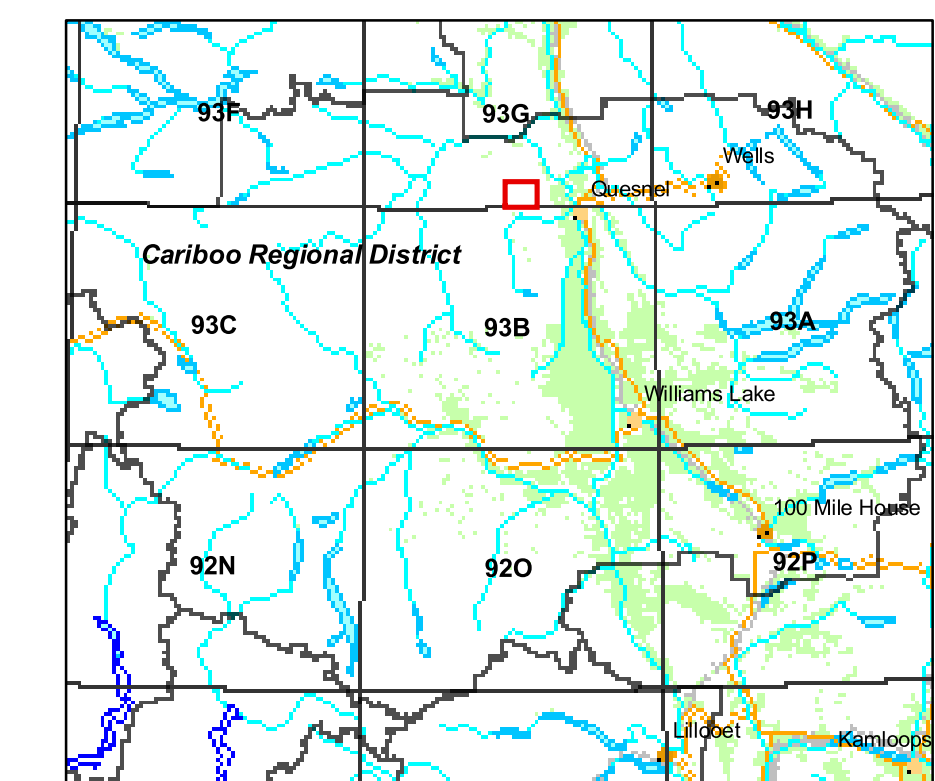 93F
93G
93H
Wells
Quesnel
Cariboo Regional District
93C
93B
93A
Williams Lake
100 Mile House
92N
92O
92P
Lillooet
Kamloops